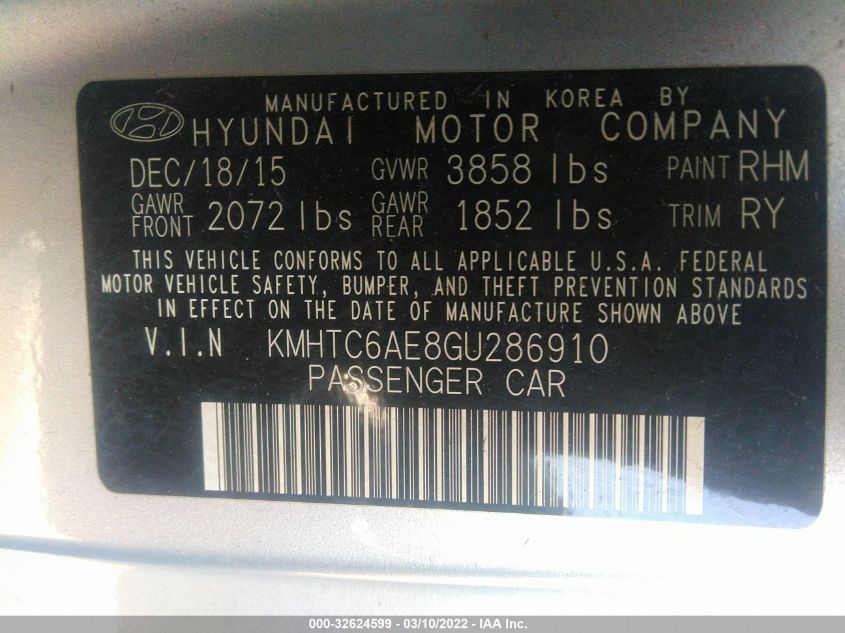 MANUFACTURED IN KOREA BY
HYUNDAI MOTOR COMPANY
DEC/18/15 GVWR 3858 lbs PAINT RHM
GAWR FRONT 2072 lbs GAWR REAR 1852 lbs TRIM RY
THIS VEHICLE CONFORMS TO ALL APPLICABLE U.S.A. FEDERAL
MOTOR VEHICLE SAFETY, BUMPER, AND THEFT PREVENTION STANDARDS
IN EFFECT ON THE DATE OF MANUFACTURE SHOWN ABOVE
V.I.N KMHTC6AE8GU286910
PASSENGER CAR
000-32624599 - 03/10/2022 - IAA Inc.